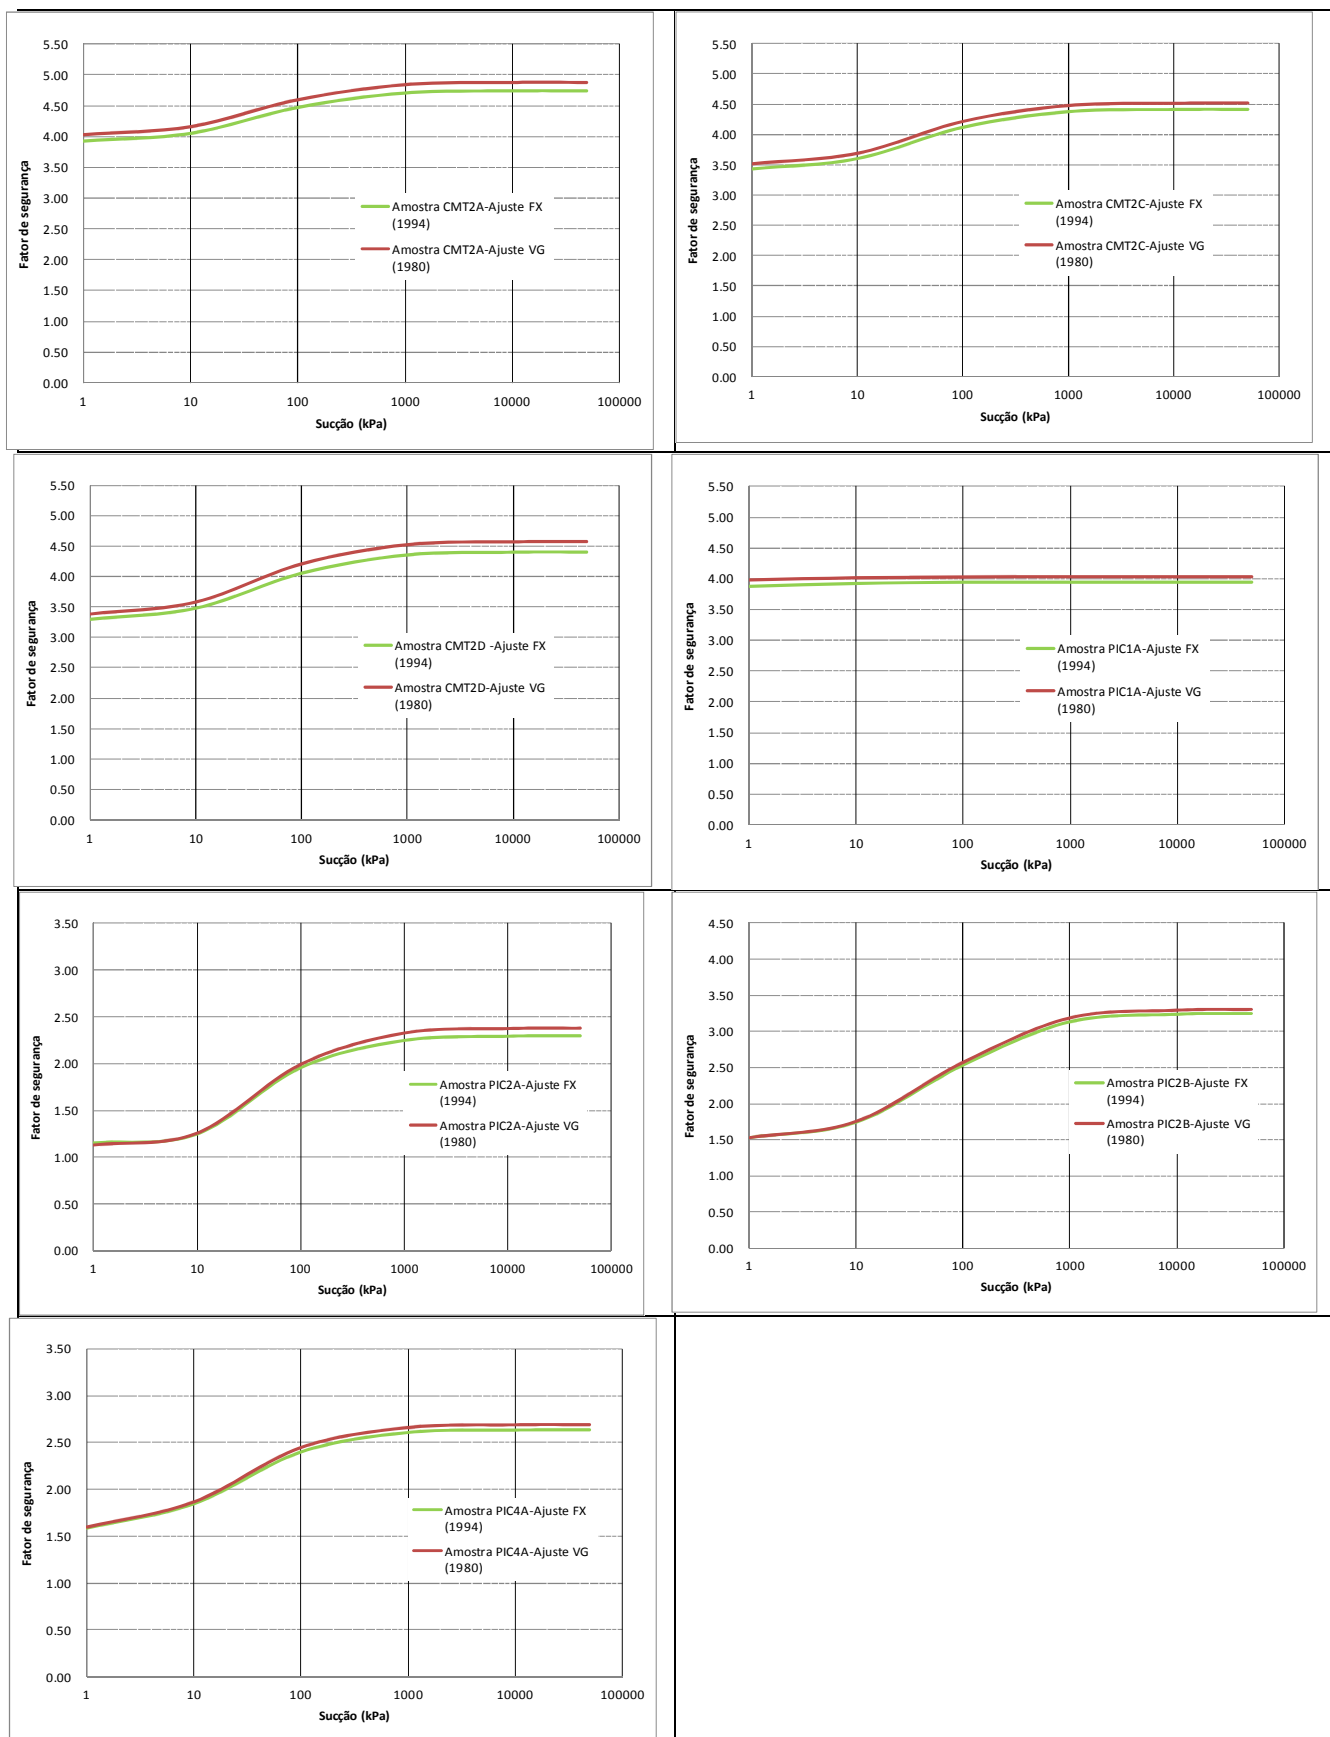 5.50
5.00
4.50
4.00
3.50
3.00
2.50
2.00
1.50
1.00
0.50
0.00
Fator de segurança
Amostra CMT2A-Ajuste FX
(1994)
Amostra CMT2A-Ajuste VG
(1980)
1 10 100 1000 10000 100000
Sucção (kPa)
5.50
5.00
4.50
4.00
3.50
3.00
2.50
2.00
1.50
1.00
0.50
0.00
Fator de segurança
Amostra CMT2C-Ajuste FX
(1994)
Amostra CMT2C-Ajuste VG
(1980)
1 10 100 1000 10000 100000
Sucção (kPa)
5.50
5.00
4.50
4.00
3.50
3.00
2.50
2.00
1.50
1.00
0.50
0.00
Fator de segurança
Amostra CMT2D -Ajuste FX
(1994)
Amostra CMT2D-Ajuste VG
(1980)
1 10 100 1000 10000 100000
Sucção (kPa)
5.50
5.00
4.50
4.00
3.50
3.00
2.50
2.00
1.50
1.00
0.50
0.00
Fator de segurança
Amostra PIC1A-Ajuste FX
(1994)
Amostra PIC1A-Ajuste VG
(1980)
1 10 100 1000 10000 100000
Sucção (kPa)
3.50
3.00
2.50
2.00
1.50
1.00
0.50
0.00
Fator de segurança
Amostra PIC2A-Ajuste FX
(1994)
Amostra PIC2A-Ajuste VG
(1980)
1 10 100 1000 10000 100000
Sucção (kPa)
4.50
4.00
3.50
3.00
2.50
2.00
1.50
1.00
0.50
0.00
Fator de segurança
Amostra PIC2B-Ajuste FX
(1994)
Amostra PIC2B-Ajuste VG
(1980)
1 10 100 1000 10000 100000
Sucção (kPa)
3.50
3.00
2.50
2.00
1.50
1.00
0.50
0.00
Fator de segurança
Amostra PIC4A-Ajuste FX
(1994)
Amostra PIC4A-Ajuste VG
(1980)
1 10 100 1000 10000 100000
Sucção (kPa)